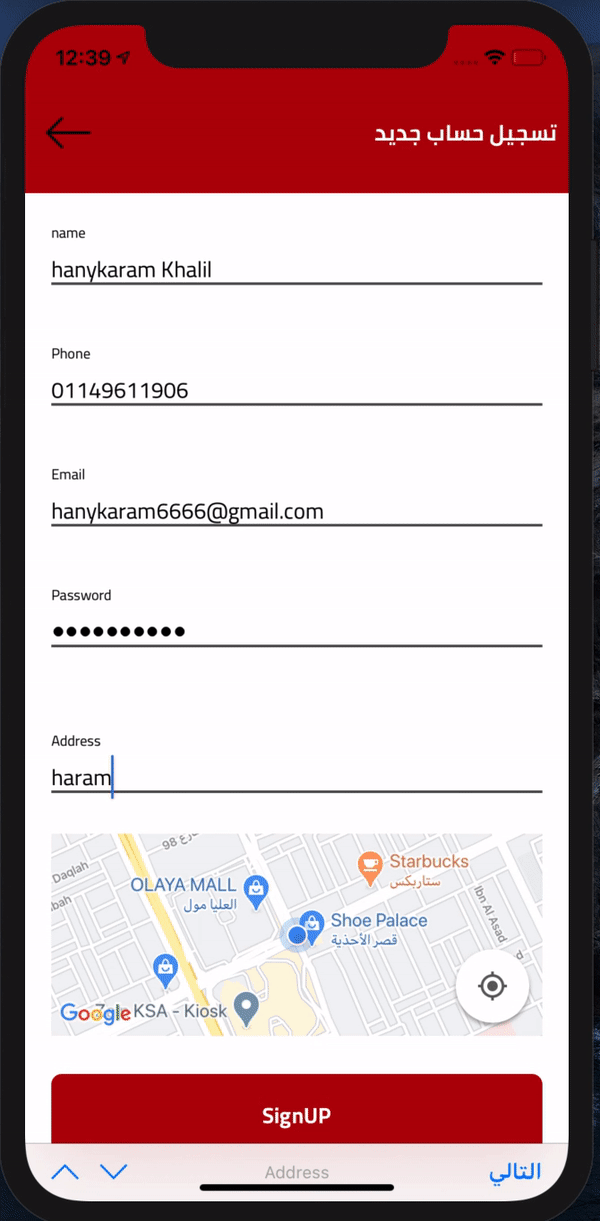 12:39
تسجيل حساب جديد
name
hanykaram Khalil
Phone
01149611906
Email
hanykaram6666@gmail.com
Password
••••••••••
Address
haram
Daqlah
98
Starbucks
ستاربكس
OLAYA MALL
العليا مول
Ibn Al Asad
Shoe Palace
قصر الأحذية
Google
KSA - Kiosk
SignUP
Address
التالي